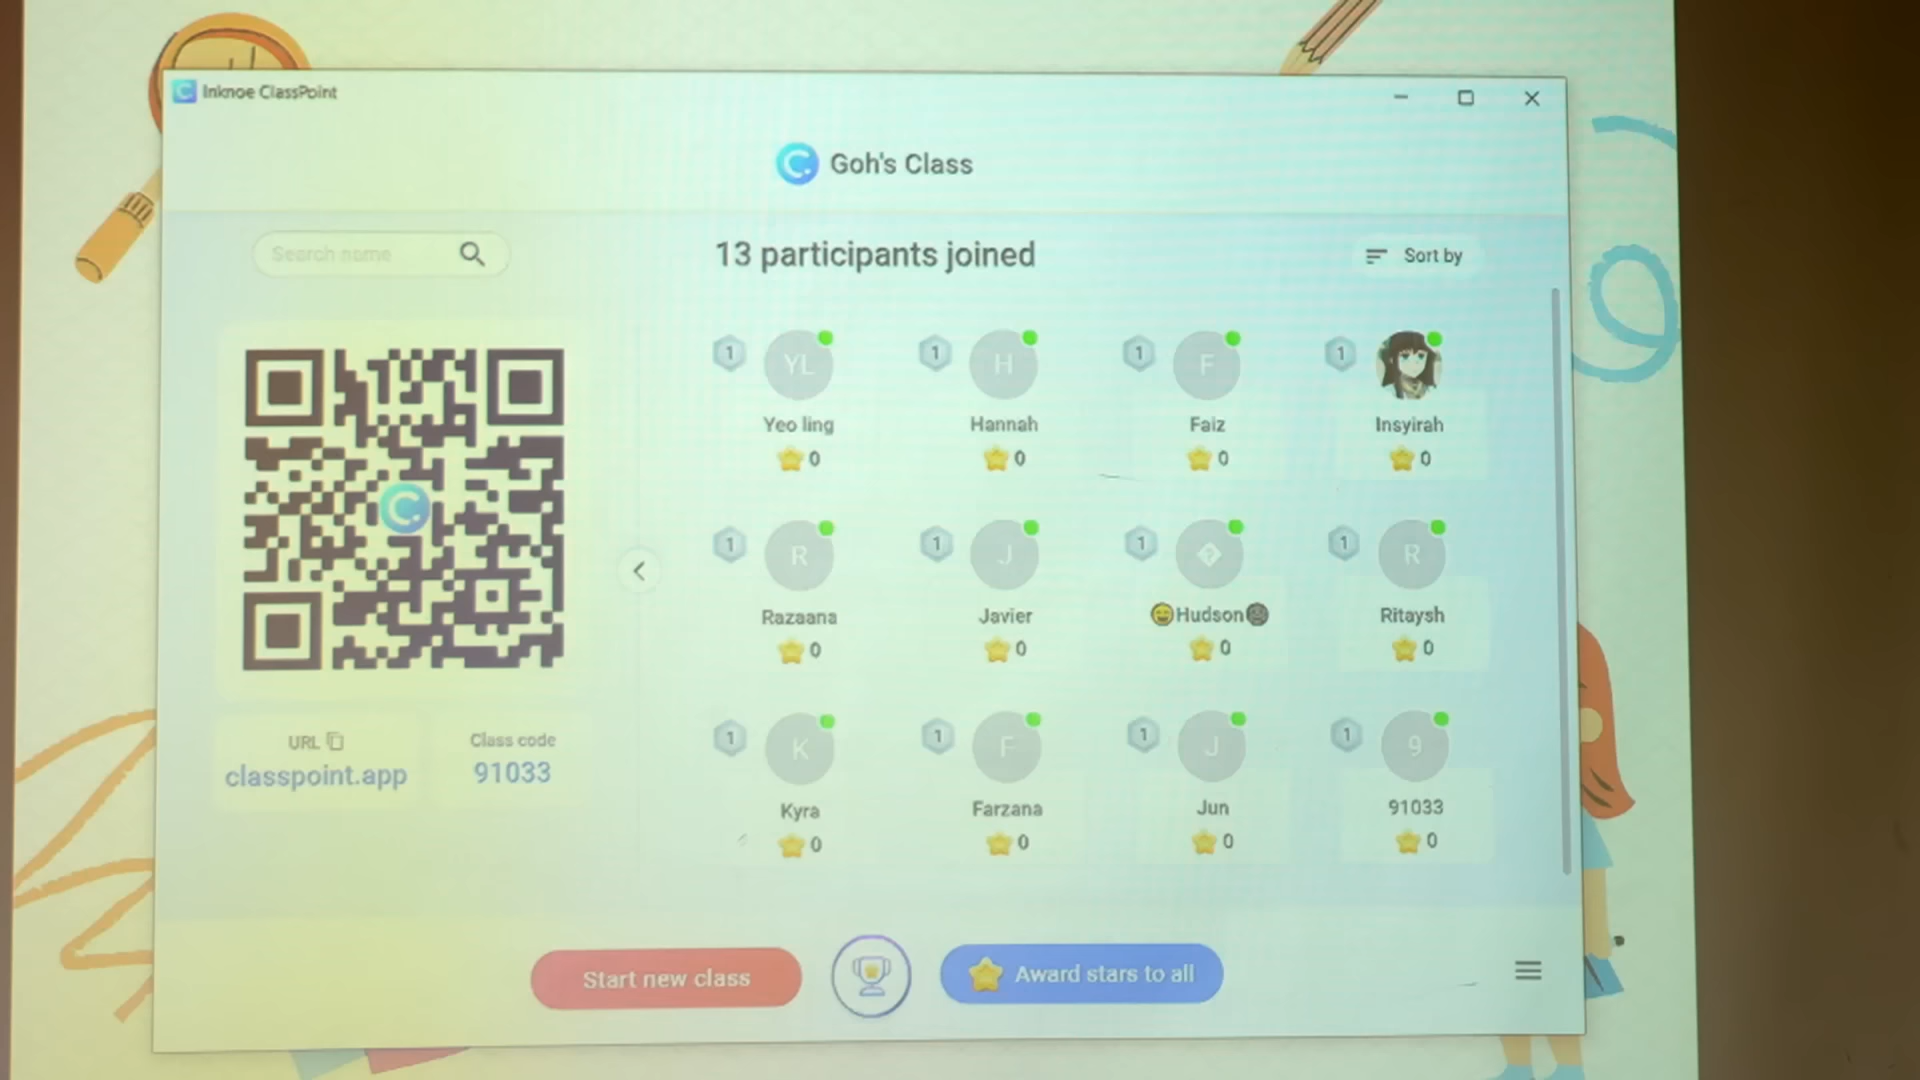 Inknoe ClassPoint
Goh's Class
Search name
13 participants joined
Sort by
1 YL 1 H 1 F 1
Yeo ling Hannah Faiz Insyirah
0 0 0 0
1 R 1 J 1 ? 1 R
Razaana Javier 😄Hudson🌚 Ritaysh
0 0 0 0
1 K 1 F 1 J 1 9
Kyra Farzana Jun 91033
0 0 0 0
URL Class code
classpoint.app 91033
Start new class Award stars to all